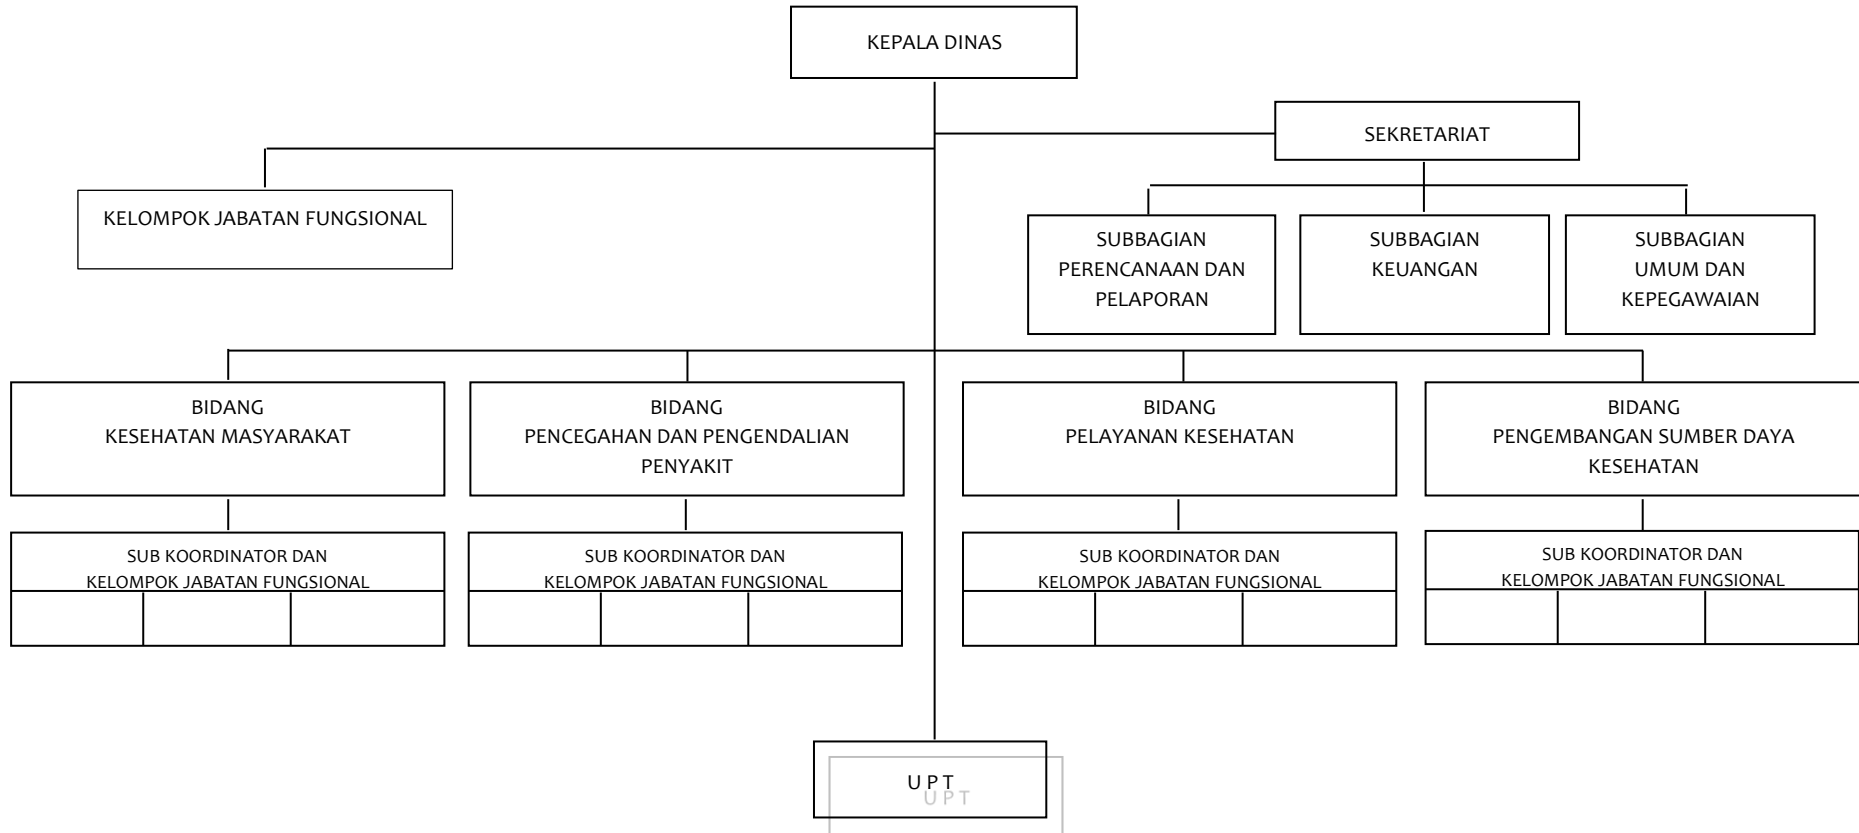 KEPALA DINAS
SEKRETARIAT
KELOMPOK JABATAN FUNGSIONAL
SUBBAGIAN
PERENCANAAN DAN
PELAPORAN
SUBBAGIAN
KEUANGAN
SUBBAGIAN
UMUM DAN
KEPEGAWAIAN
BIDANG
KESEHATAN MASYARAKAT
BIDANG
PENCEGAHAN DAN PENGENDALIAN
PENYAKIT
BIDANG
PELAYANAN KESEHATAN
BIDANG
PENGEMBANGAN SUMBER DAYA
KESEHATAN
SUB KOORDINATOR DAN
KELOMPOK JABATAN FUNGSIONAL
SUB KOORDINATOR DAN
KELOMPOK JABATAN FUNGSIONAL
SUB KOORDINATOR DAN
KELOMPOK JABATAN FUNGSIONAL
SUB KOORDINATOR DAN
KELOMPOK JABATAN FUNGSIONAL
U P T
U P T